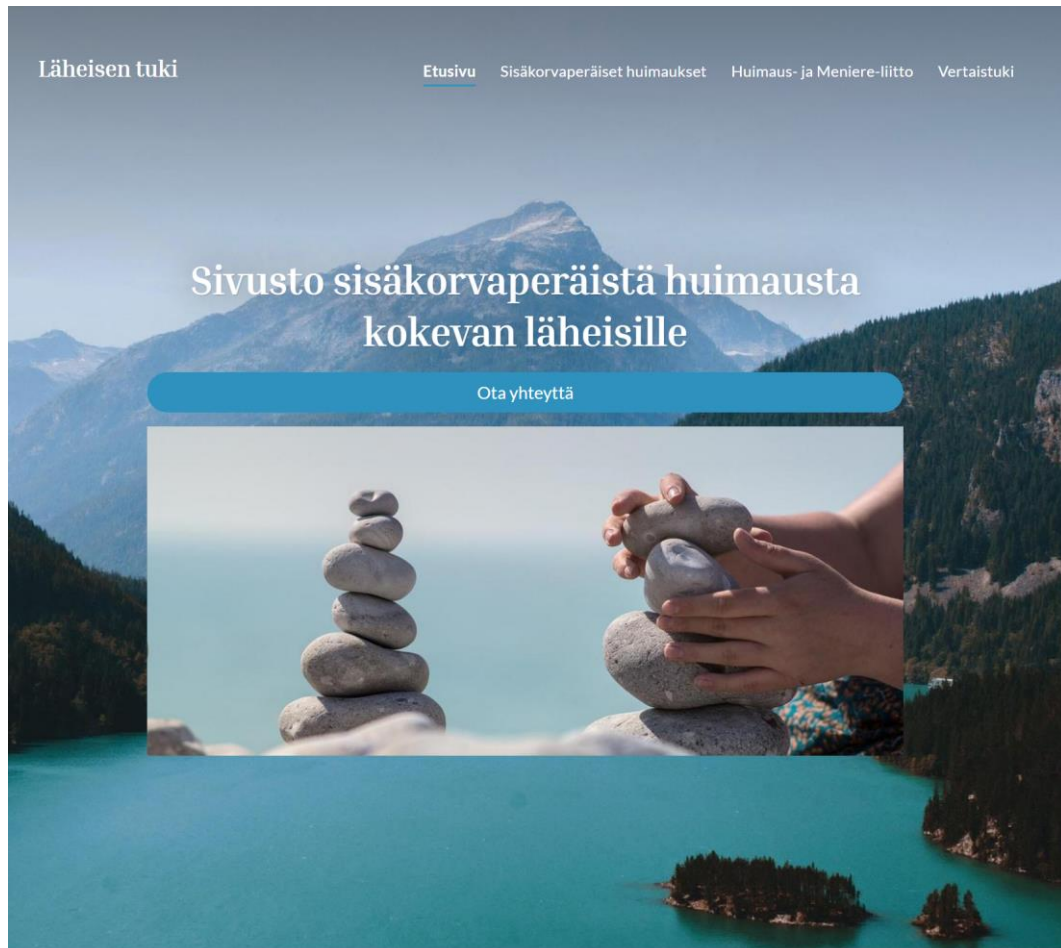 Läheisen tuki
Etusivu Sisäkorvaperäiset huimaukset Huimaus- ja Meniere-liitto Vertaistuki
Sivusto sisäkorvaperäistä huimausta
kokevan läheisille
Ota yhteyttä